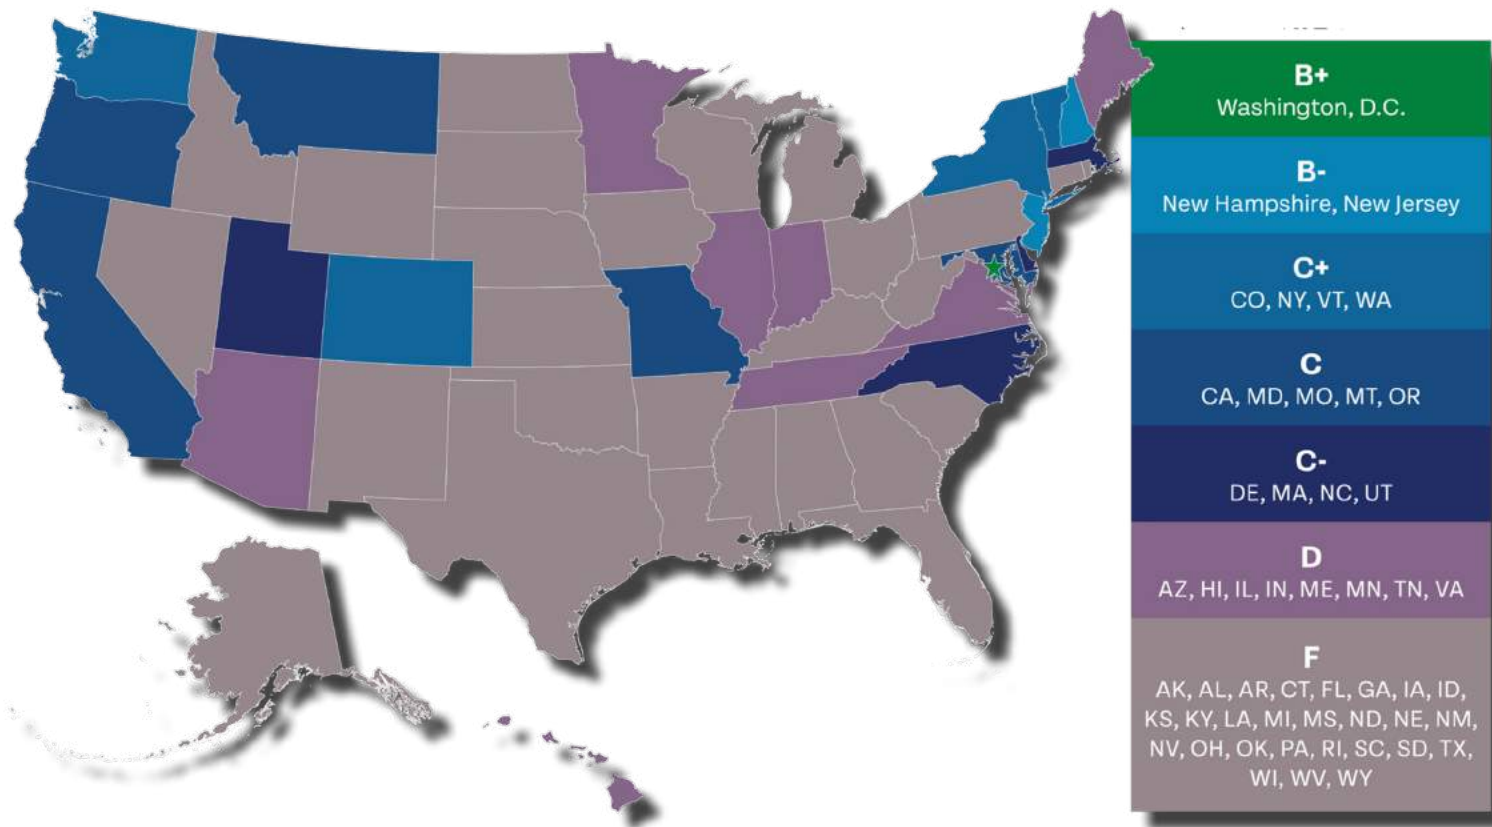 B+
Washington, D.C.
B-
New Hampshire, New Jersey
C+
CO, NY, VT, WA
C
CA, MD, MO, MT, OR
C-
DE, MA, NC, UT
D
AZ, HI, IL, IN, ME, MN, TN, VA
F
AK, AL, AR, CT, FL, GA, IA, ID,
KS, KY, LA, MI, MS, ND, NE, NM,
NV, OH, OK, PA, RI, SC, SD, TX,
WI, WV, WY